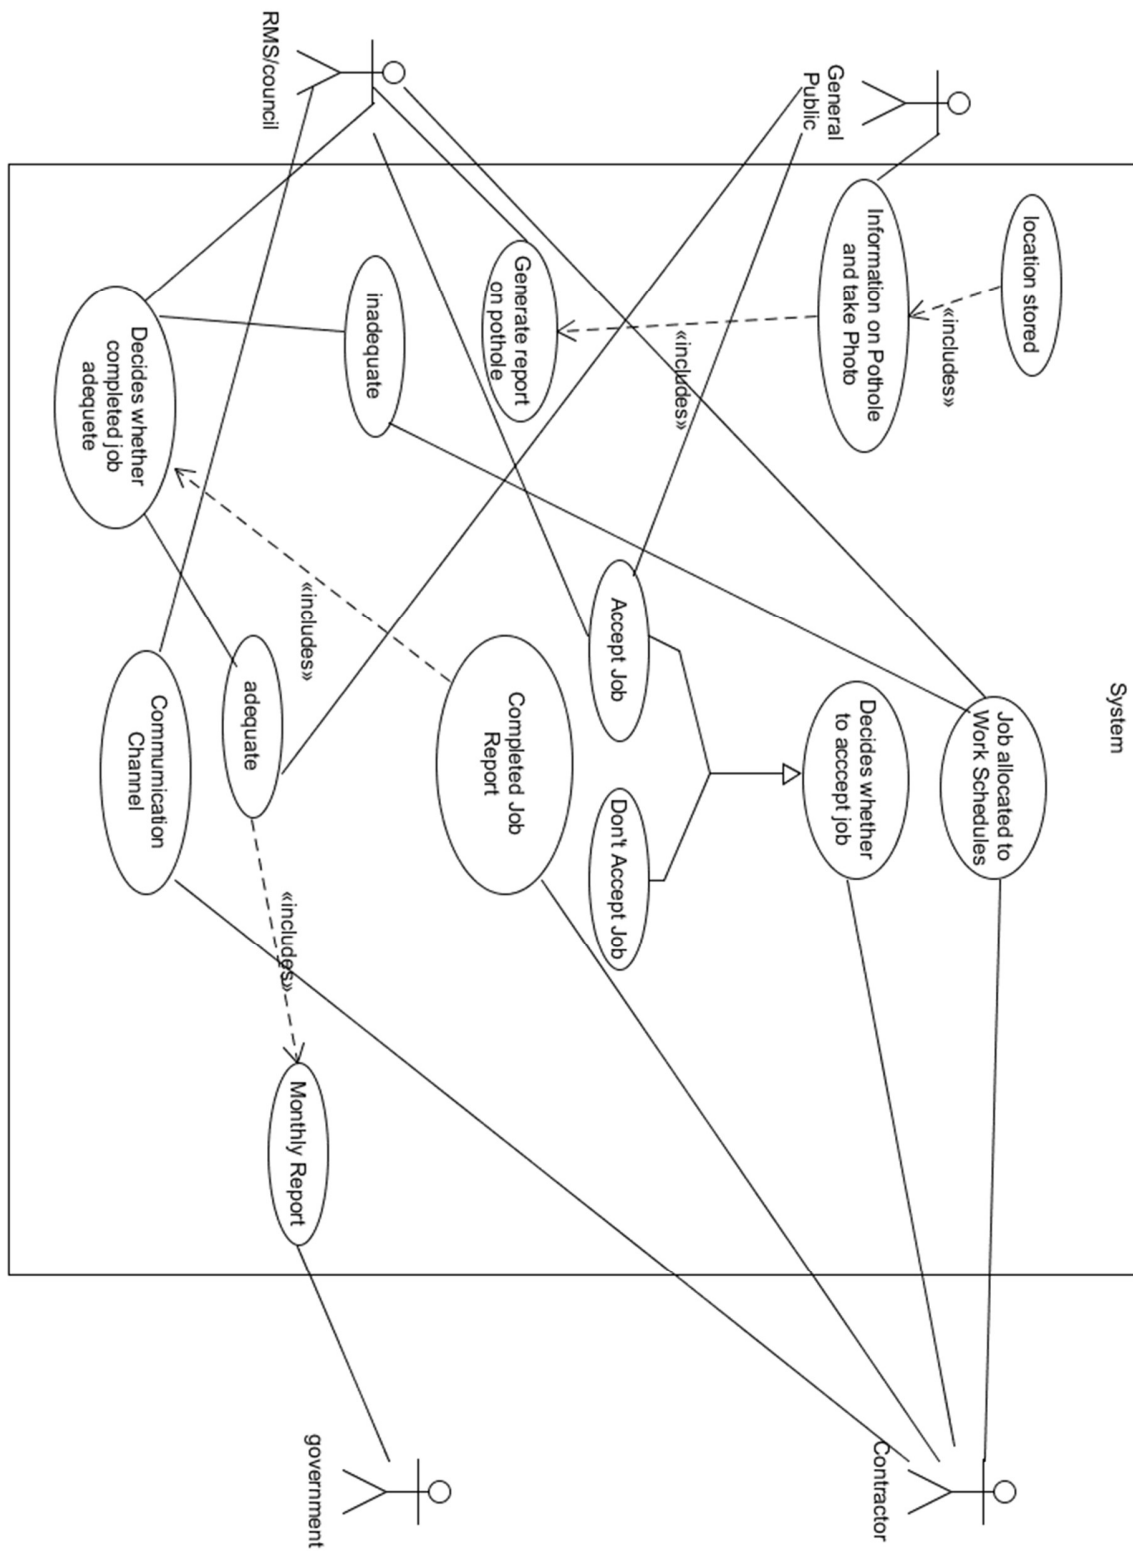 System
location stored
«includes»
Information on Pothole
and take Photo
General
Public
«includes»
Generate report
on pothole
RMS/council
inadequate
Decides whether
completed job
adequete
Job allocated to
Work Schedules
Decides whether
to acccept job
Accept Job
Don't Accept Job
Completed Job
Report
«includes»
adequate
Commumication
Channel
«includes»
Monthly Report
Contractor
government